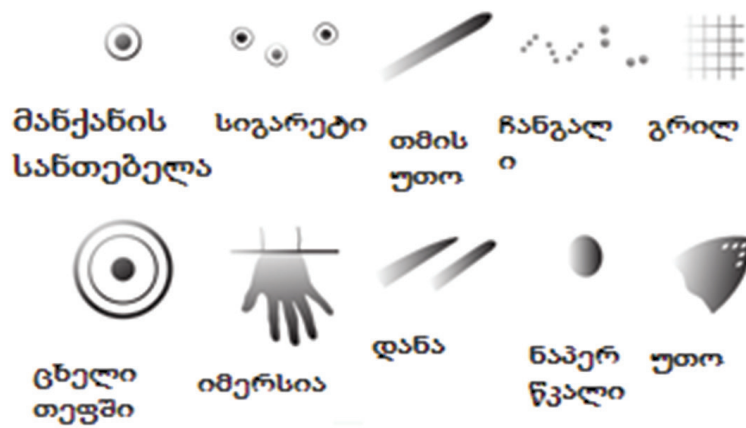 მანქანის
სანთებელა
სიგარეტი
თმის
უთო
ჩანგალ
ი
გრილ
ცხელი
თეფში
იმერსია
დანა
ნაპერ
წკალი
უთო